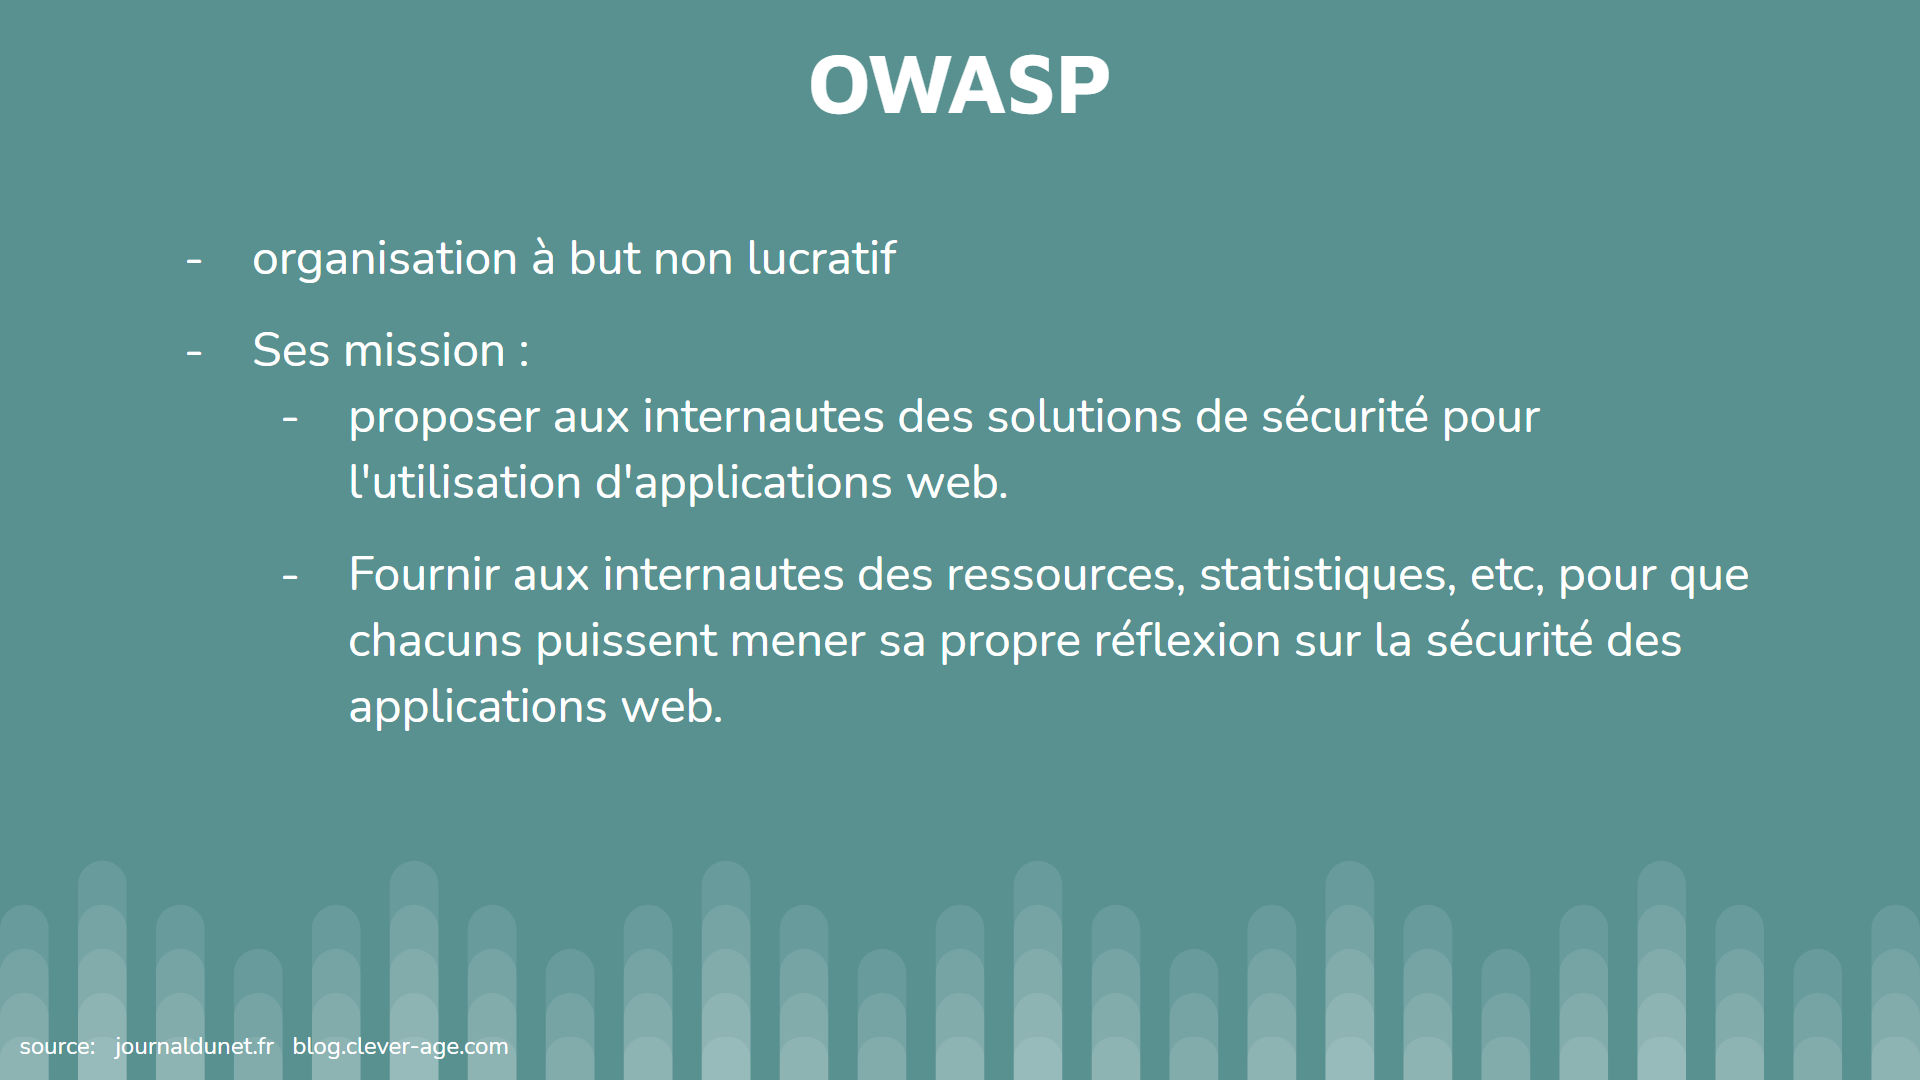 OWASP
- organisation à but non lucratif
- Ses mission :
- proposer aux internautes des solutions de sécurité pour
l'utilisation d'applications web.
- Fournir aux internautes des ressources, statistiques, etc, pour que
chacuns puissent mener sa propre réflexion sur la sécurité des
applications web.
source: journaldunet.fr blog.clever-age.com